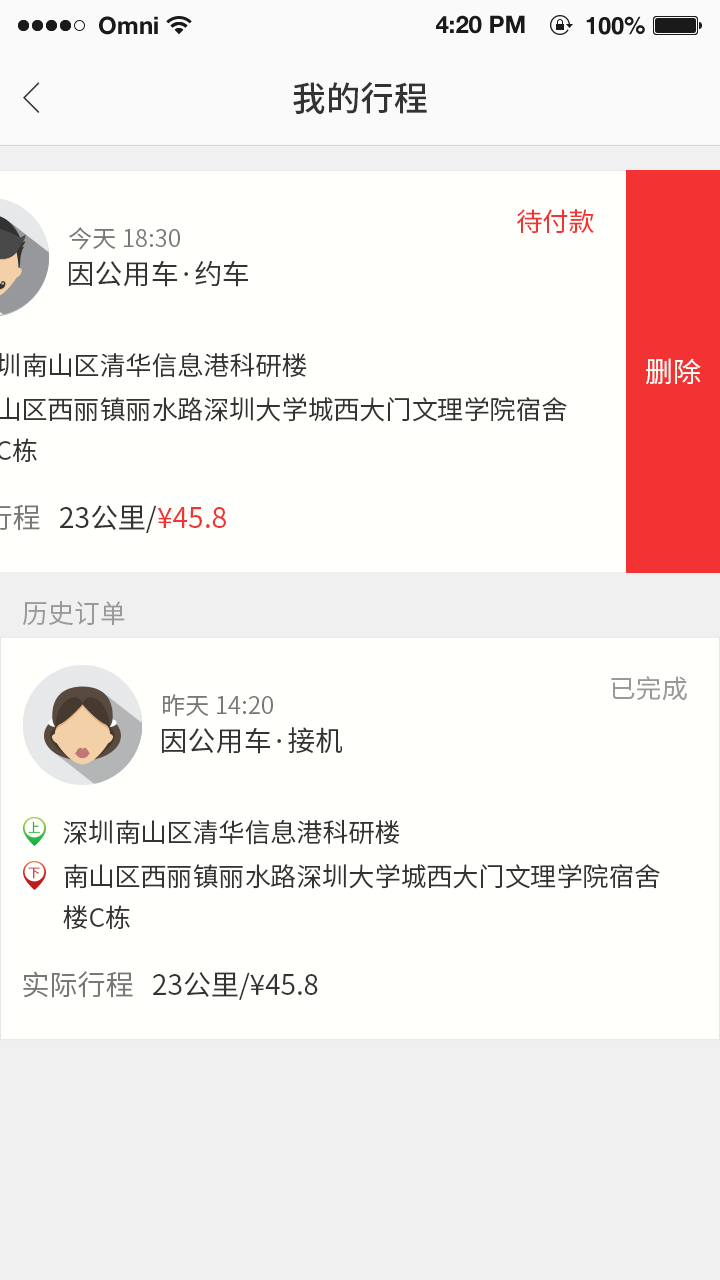 Omni 4:20 PM 100%
我的行程
今天 18:30 待付款
因公用车·约车
圳南山区清华信息港科研楼
山区西丽镇丽水路深圳大学城西大门文理学院宿舍
C栋
行程 23公里/¥45.8
删除
历史订单
昨天 14:20 已完成
因公用车·接机
上 深圳南山区清华信息港科研楼
下 南山区西丽镇丽水路深圳大学城西大门文理学院宿舍
楼C栋
实际行程 23公里/¥45.8